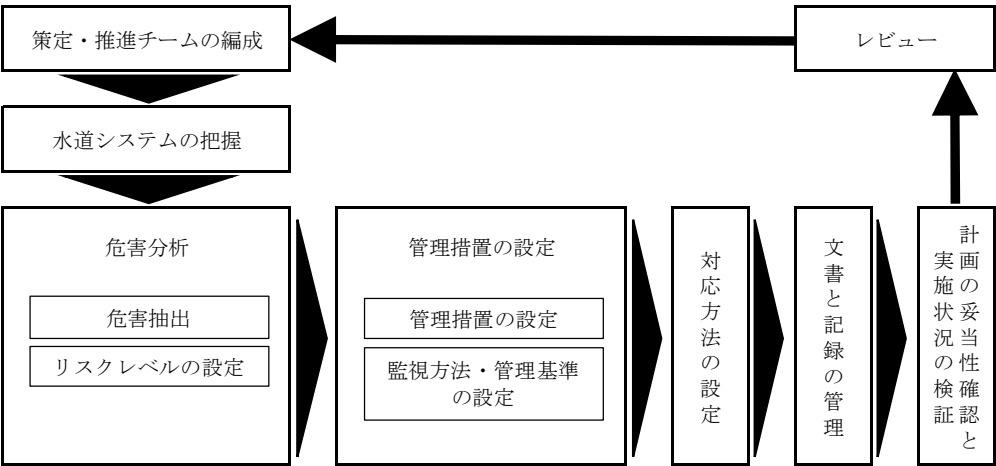 策定・推進チームの編成
レビュー
水道システムの把握
危害分析
危害抽出
リスクレベルの設定
管理措置の設定
管理措置の設定
監視方法・管理基準
の設定
対応方法の設定
文書と記録の管理
計画の妥当性確認と
実施状況の検証